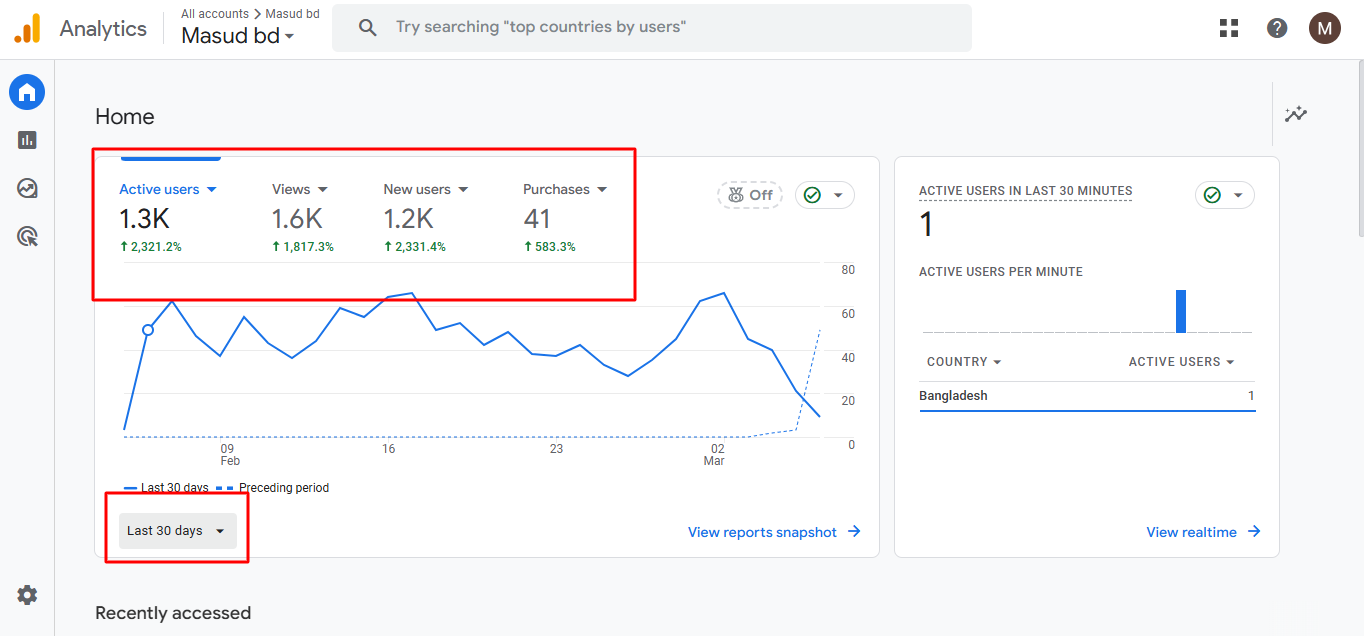 Analytics
All accounts > Masud bd
Masud bd
Try searching "top countries by users"
M
Home
Active users
1.3K
↑ 2,321.2%
Views
1.6K
↑ 1,817.3%
New users
1.2K
↑ 2,331.4%
Purchases
41
↑ 583.3%
Off
80
60
40
20
0
09
Feb
16
23
02
Mar
Last 30 days
Preceding period
Last 30 days
View reports snapshot →
ACTIVE USERS IN LAST 30 MINUTES
1
ACTIVE USERS PER MINUTE
COUNTRY
ACTIVE USERS
Bangladesh 1
View realtime →
Recently accessed